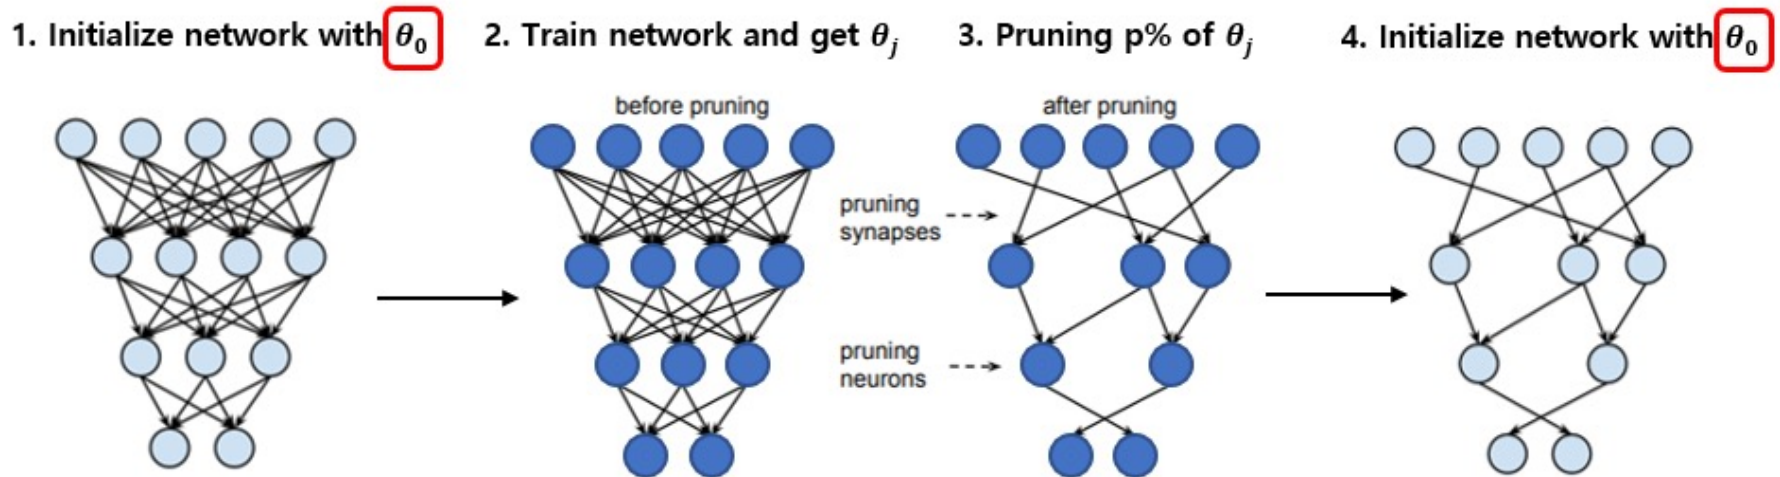 1. Initialize network with θ₀
2. Train network and get θⱼ
3. Pruning p% of θⱼ
4. Initialize network with θ₀
before pruning
after pruning
pruning
synapses
pruning
neurons